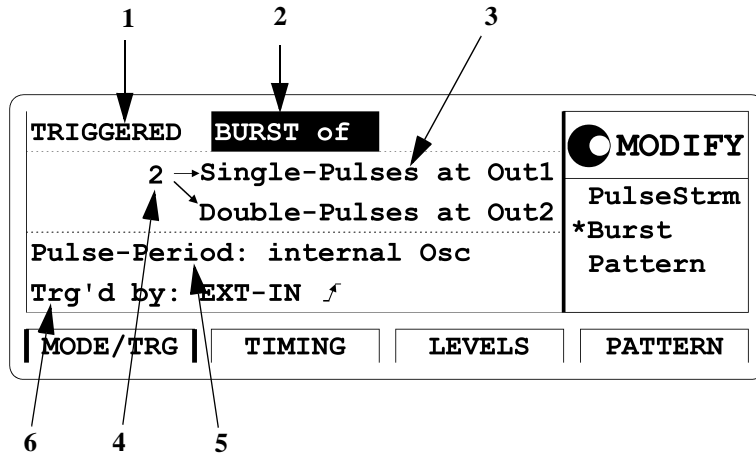 1 2 3
TRIGGERED BURST of
2 Single-Pulses at Out1
Double-Pulses at Out2
Pulse-Period: internal Osc
Trg'd by: EXT-IN
MODIFY
PulseStrm
*Burst
Pattern
MODE/TRG TIMING LEVELS PATTERN
6 4 5